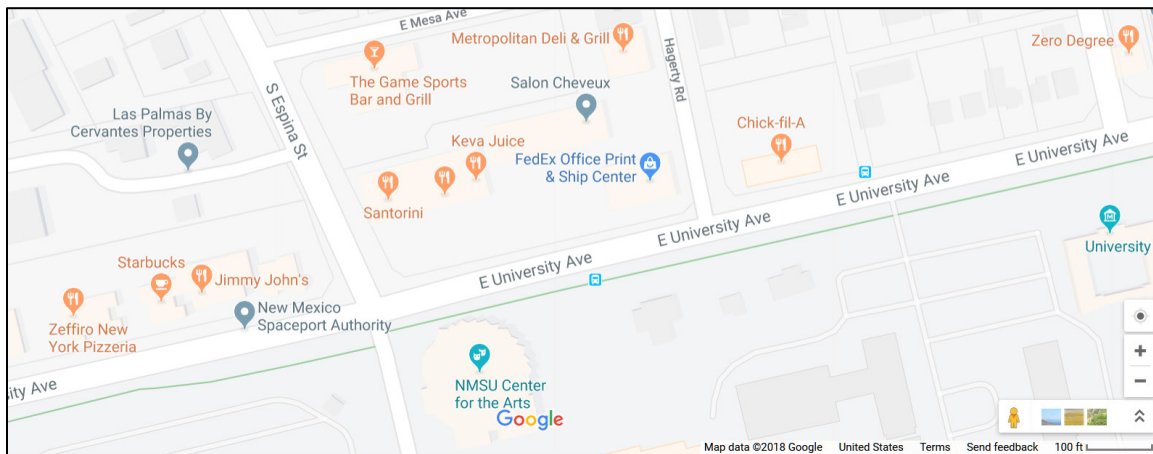 E Mesa Ave
Metropolitan Deli & Grill
Zero Degree
The Game Sports
Bar and Grill
Salon Cheveux
Hagerty Rd
S Espina St
Las Palmas By
Cervantes Properties
Chick-fil-A
Keva Juice
FedEx Office Print
& Ship Center
E University Ave
E University Ave
Santorini
E University Ave
University
E University Ave
Starbucks
Jimmy John's
New Mexico
Spaceport Authority
Zeffiro New
York Pizzeria
NMSU Center
for the Arts
sity Ave
Google
Map data ©2018 Google United States Terms Send feedback 100 ft